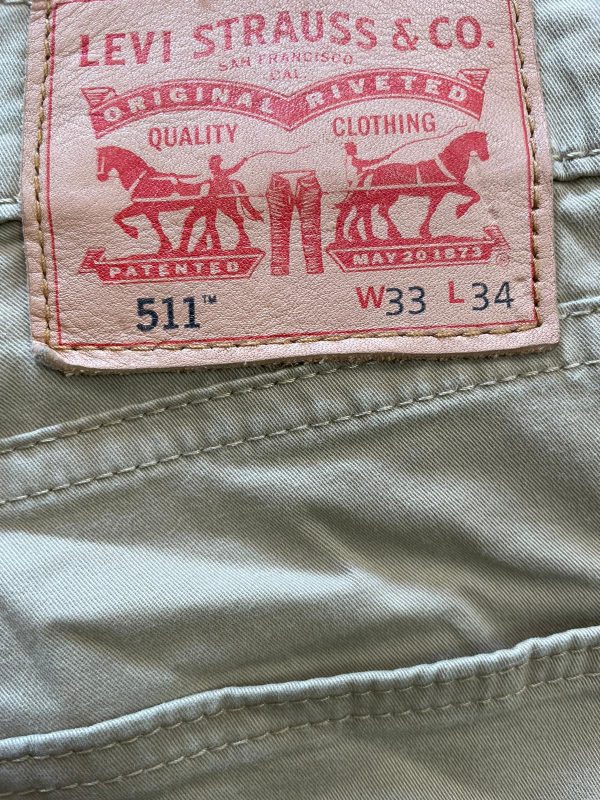 LEVI STRAUSS & CO.
SAN FRANCISCO
CAL.
ORIGINAL RIVETED
QUALITY CLOTHING
PATENTED MAY 20 1873
®
511™ W33 L34